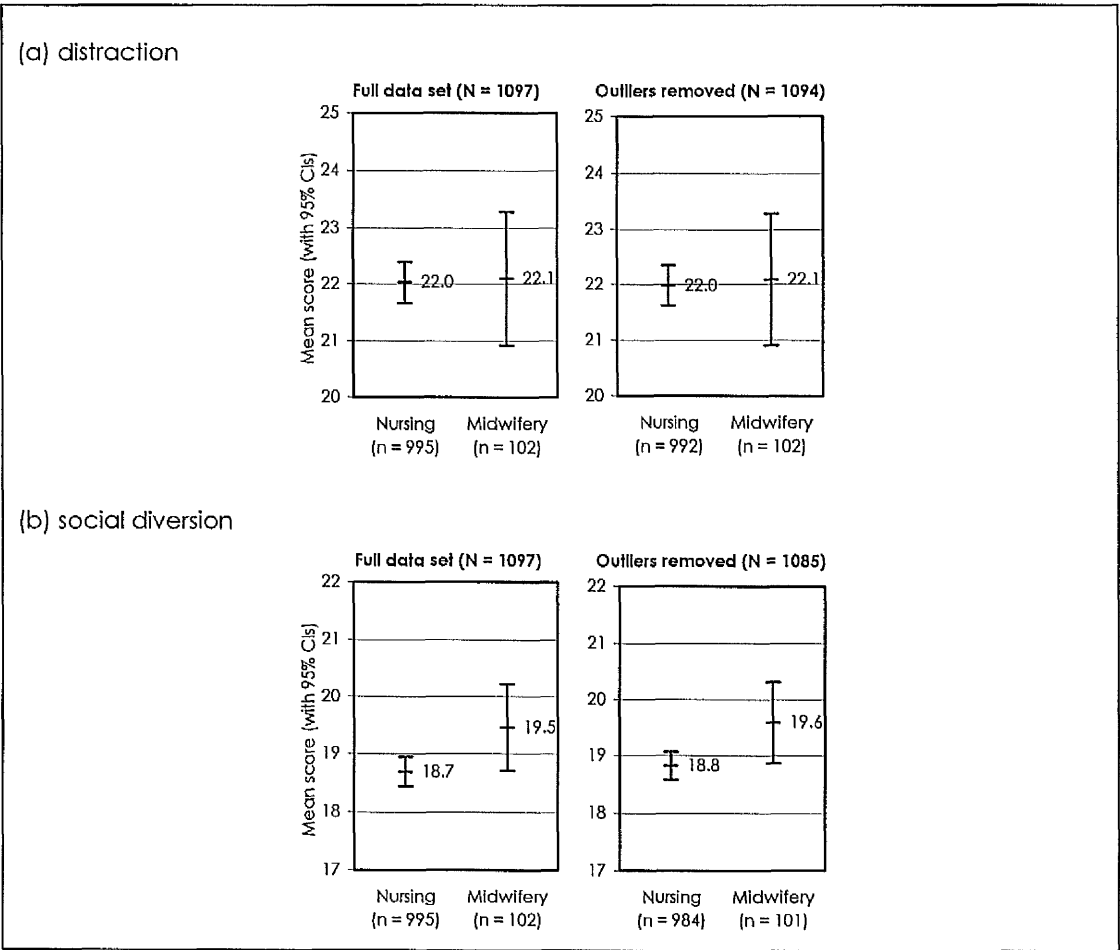 (a) distraction
Full data set (N = 1097)
Outliers removed (N = 1094)
Mean score (with 95% CIs)
25
24
23
22
21
20
22.0
22.1
Nursing
(n = 995)
Midwifery
(n = 102)
25
24
23
22
21
20
22.0
22.1
Nursing
(n = 992)
Midwifery
(n = 102)
(b) social diversion
Full data set (N = 1097)
Outliers removed (N = 1085)
Mean score (with 95% CIs)
22
21
20
19
18
17
18.7
19.5
Nursing
(n = 995)
Midwifery
(n = 102)
22
21
20
19
18
17
18.8
19.6
Nursing
(n = 984)
Midwifery
(n = 101)